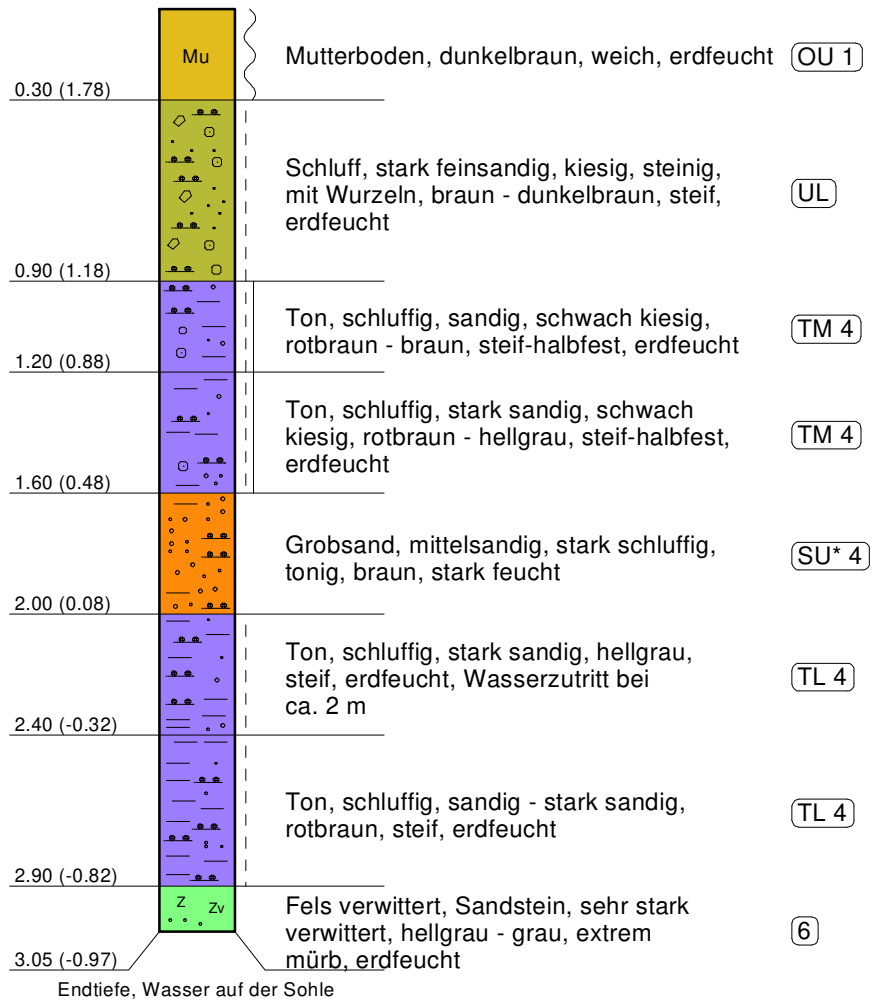 Mu
Mutterboden, dunkelbraun, weich, erdfeucht
OU 1
0.30 (1.78)
Schluff, stark feinsandig, kiesig, steinig,
mit Wurzeln, braun - dunkelbraun, steif,
erdfeucht
UL
0.90 (1.18)
Ton, schluffig, sandig, schwach kiesig,
rotbraun - braun, steif-halbfest, erdfeucht
TM 4
1.20 (0.88)
Ton, schluffig, stark sandig, schwach
kiesig, rotbraun - hellgrau, steif-halbfest,
erdfeucht
TM 4
1.60 (0.48)
Grobsand, mittelsandig, stark schluffig,
tonig, braun, stark feucht
SU* 4
2.00 (0.08)
Ton, schluffig, stark sandig, hellgrau,
steif, erdfeucht, Wasserzutritt bei
ca. 2 m
TL 4
2.40 (-0.32)
Ton, schluffig, sandig - stark sandig,
rotbraun, steif, erdfeucht
TL 4
2.90 (-0.82)
Z Zv
Fels verwittert, Sandstein, sehr stark
verwittert, hellgrau - grau, extrem
mürb, erdfeucht
6
3.05 (-0.97)
Endtiefe, Wasser auf der Sohle